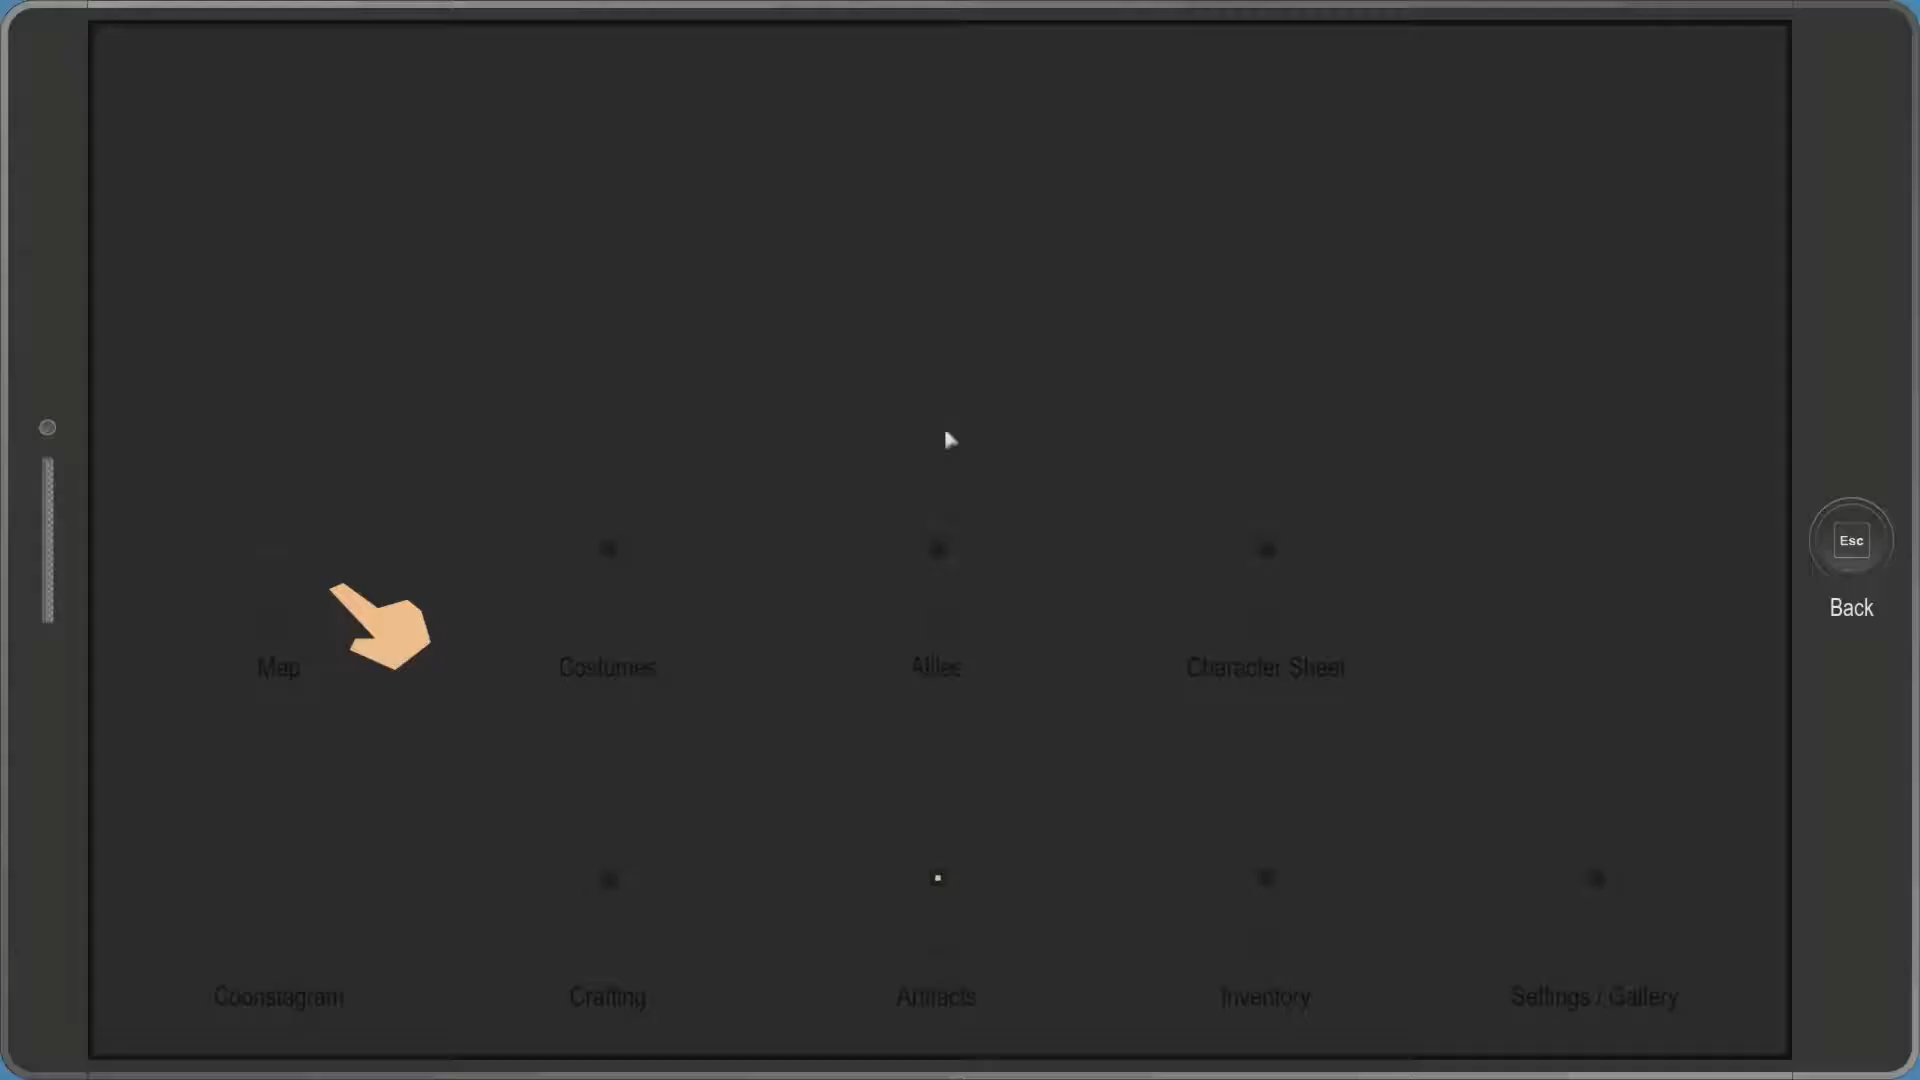 Esc
Back
Map
Costumes
Allies
Character Sheet
Coonstagram
Crafting
Artifacts
Inventory
Settings / Gallery